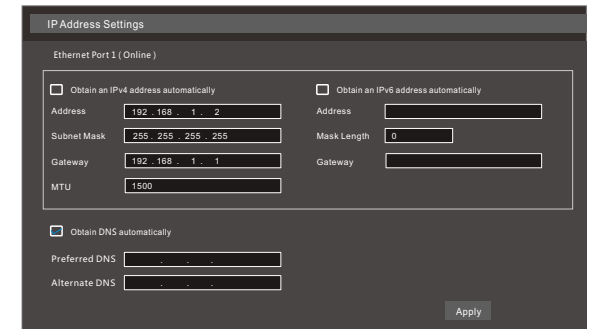 IP Address Settings
Ethernet Port 1 ( Online )
Obtain an IPv4 address automatically
Obtain an IPv6 address automatically
Address 192 . 168 . 1 . 2
Address
Subnet Mask 255 . 255 . 255 . 255
Mask Length 0
Gateway 192 . 168 . 1 . 1
Gateway
MTU 1500
Obtain DNS automatically
Preferred DNS . . .
Alternate DNS . . .
Apply